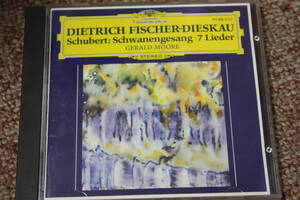 DIETRICH FISCHER-DIESKAU
Schubert: Schwanengesang · 7 Lieder
GERALD MOORE
STEREO